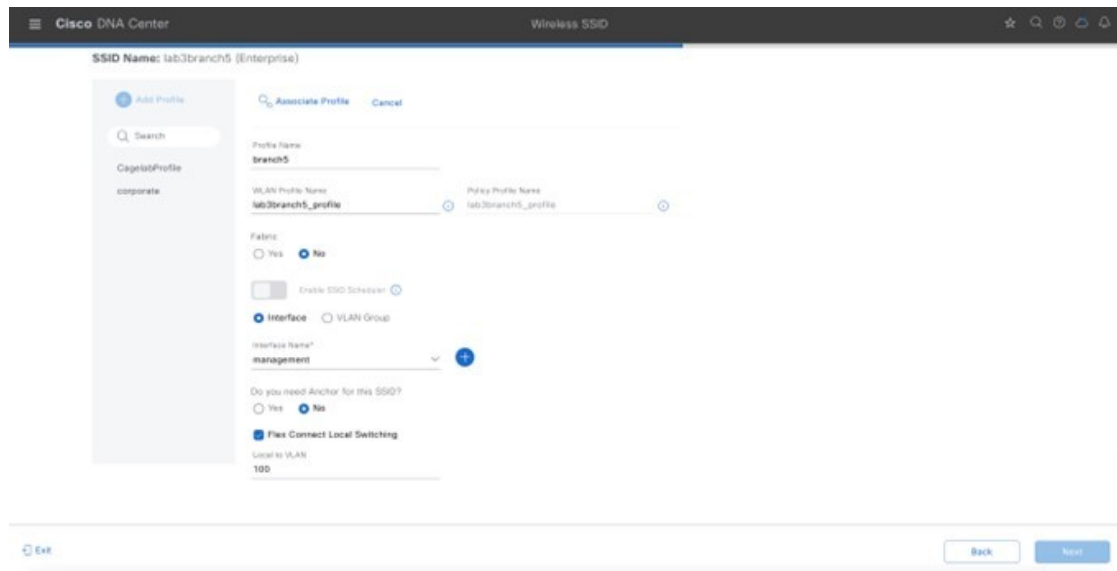 Cisco DNA Center
Wireless SSID
SSID Name: lab3branch5 (Enterprise)
Add Profile
Associate Profile Cancel
Search
Profile Name
branch5
CagelabProfile
corporate
WLAN Profile Name Policy Profile Name
lab3branch5_profile lab3branch5_profile
Fabric
Yes No
Enable SSID Scheduler
Interface VLAN Group
Interface Name*
management
Do you need Anchor for this SSID?
Yes No
Flex Connect Local Switching
Local to VLAN
100
Exit
Back Next